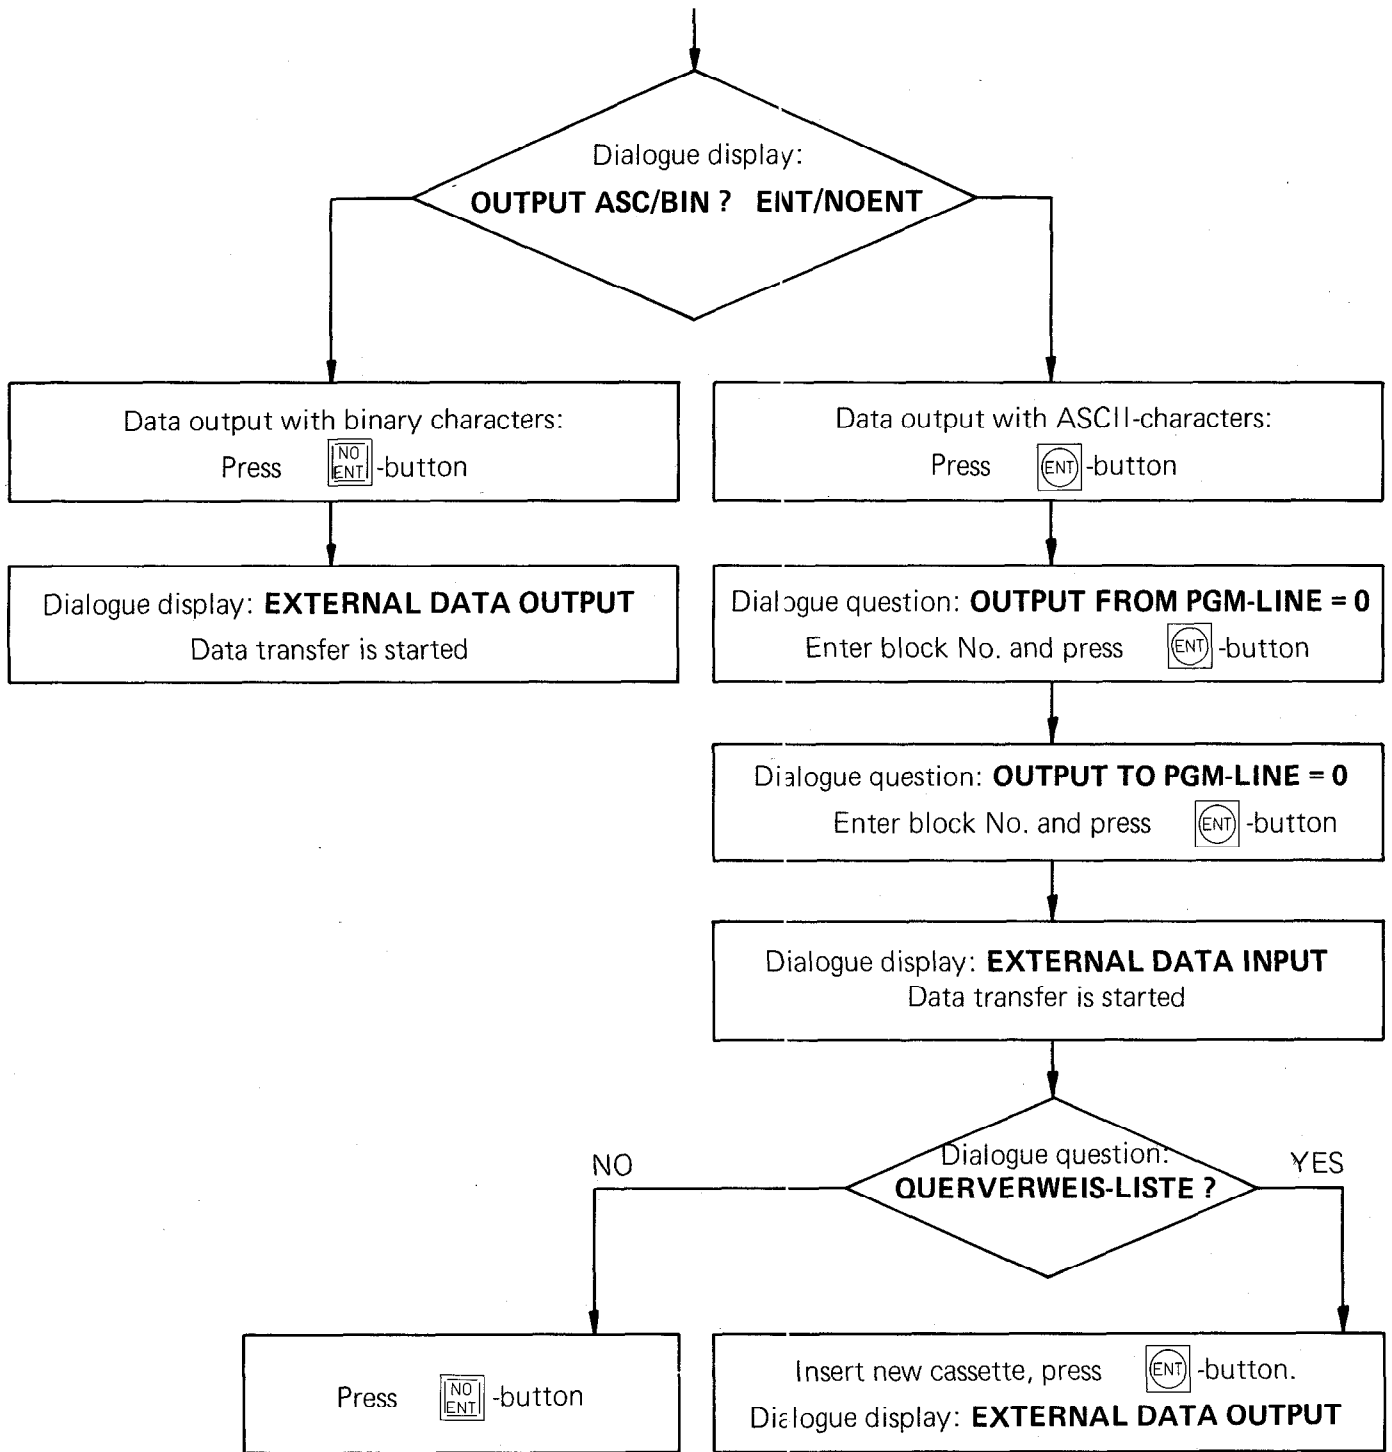 Dialogue display:
OUTPUT ASC/BIN ? ENT/NOENT
Data output with binary characters:
Press NO ENT -button
Data output with ASCII-characters:
Press ENT -button
Dialogue display: EXTERNAL DATA OUTPUT
Data transfer is started
Dialogue question: OUTPUT FROM PGM-LINE = 0
Enter block No. and press ENT -button
Dialogue question: OUTPUT TO PGM-LINE = 0
Enter block No. and press ENT -button
Dialogue display: EXTERNAL DATA INPUT
Data transfer is started
Dialogue question:
QUERVERWEIS-LISTE ?
NO
YES
Press NO ENT -button
Insert new cassette, press ENT -button.
Dialogue display: EXTERNAL DATA OUTPUT